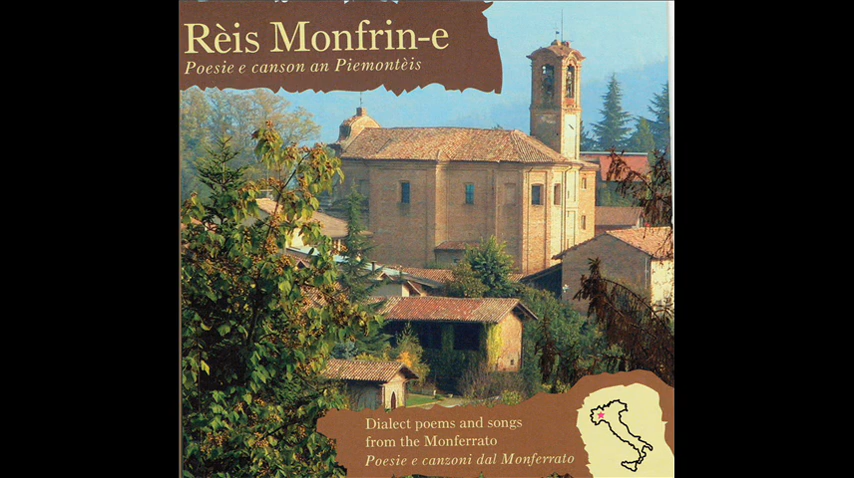 Rèis Monfrin-e
Poesie e canson an Piemontèis
Dialect poems and songs
from the Monferrato
Poesie e canzoni dal Monferrato